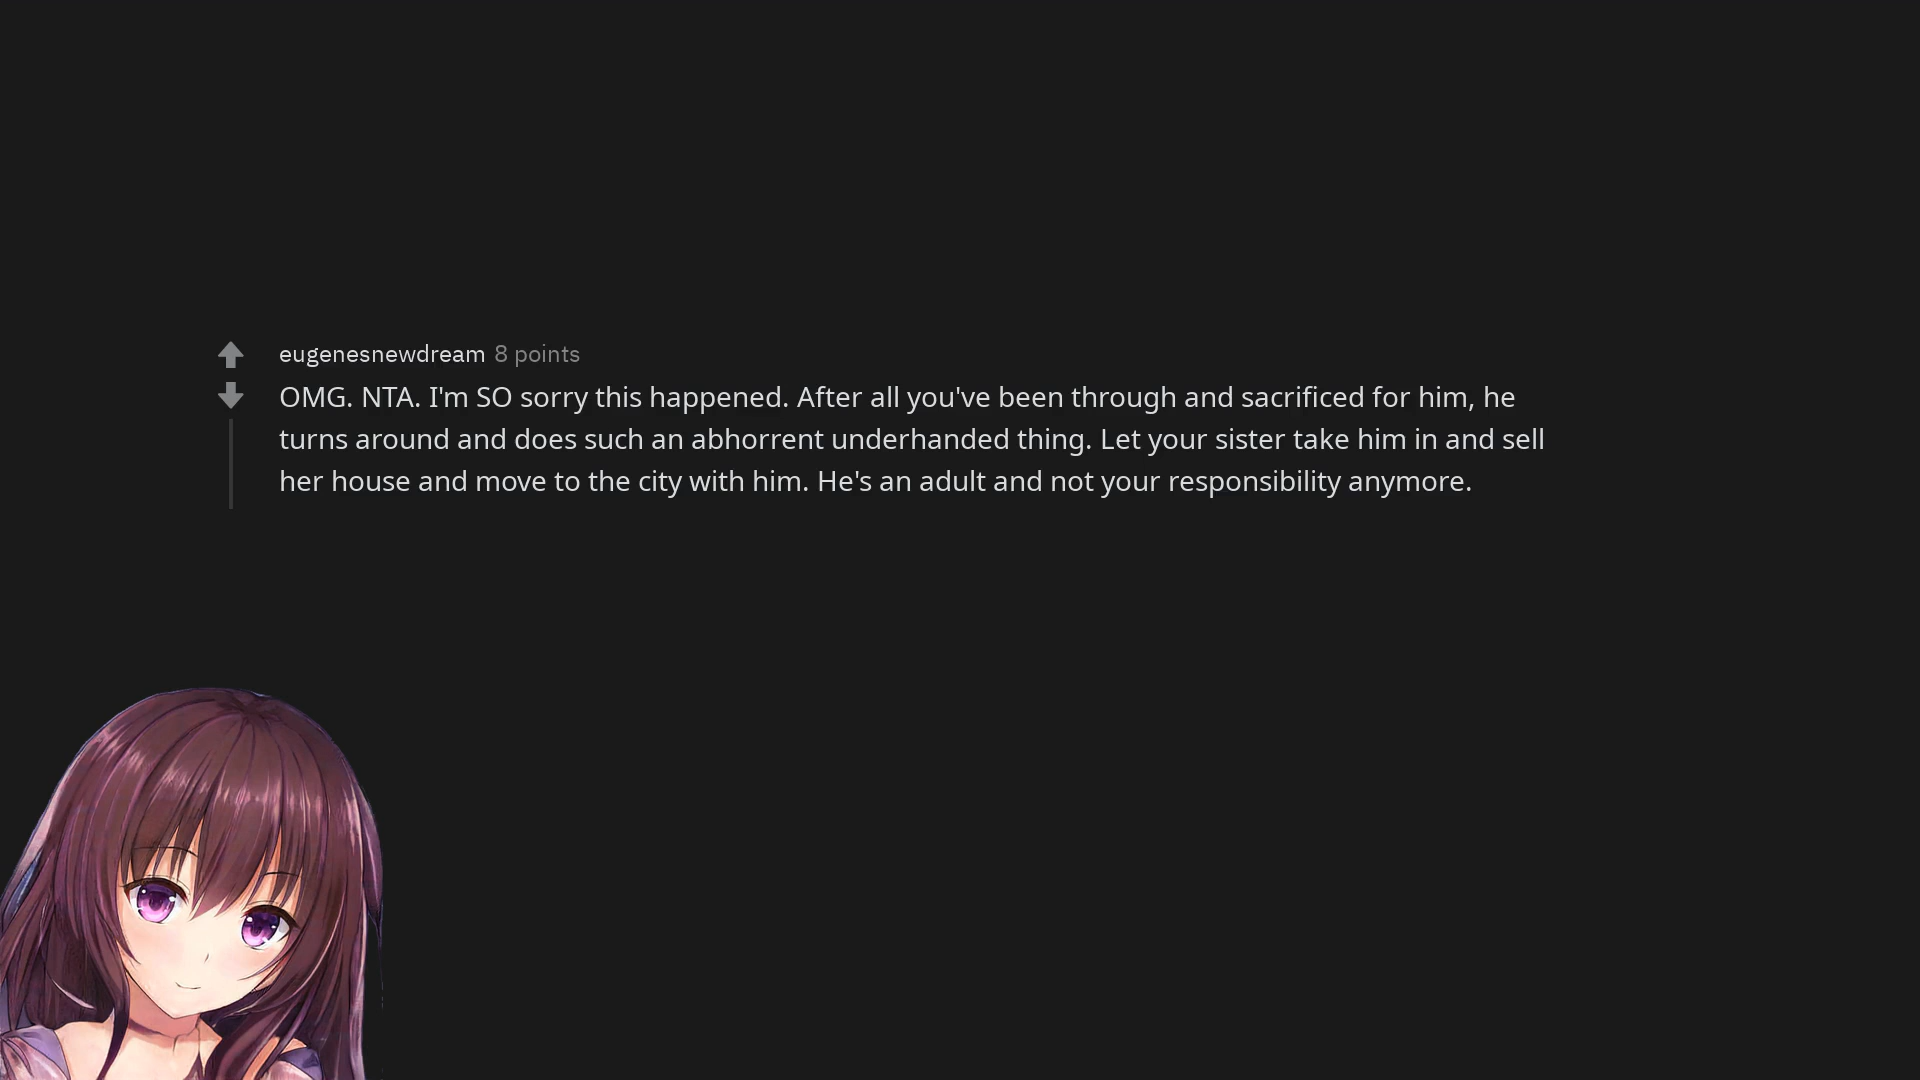 eugenesnewdream 8 points
OMG. NTA. I'm SO sorry this happened. After all you've been through and sacrificed for him, he
turns around and does such an abhorrent underhanded thing. Let your sister take him in and sell
her house and move to the city with him. He's an adult and not your responsibility anymore.